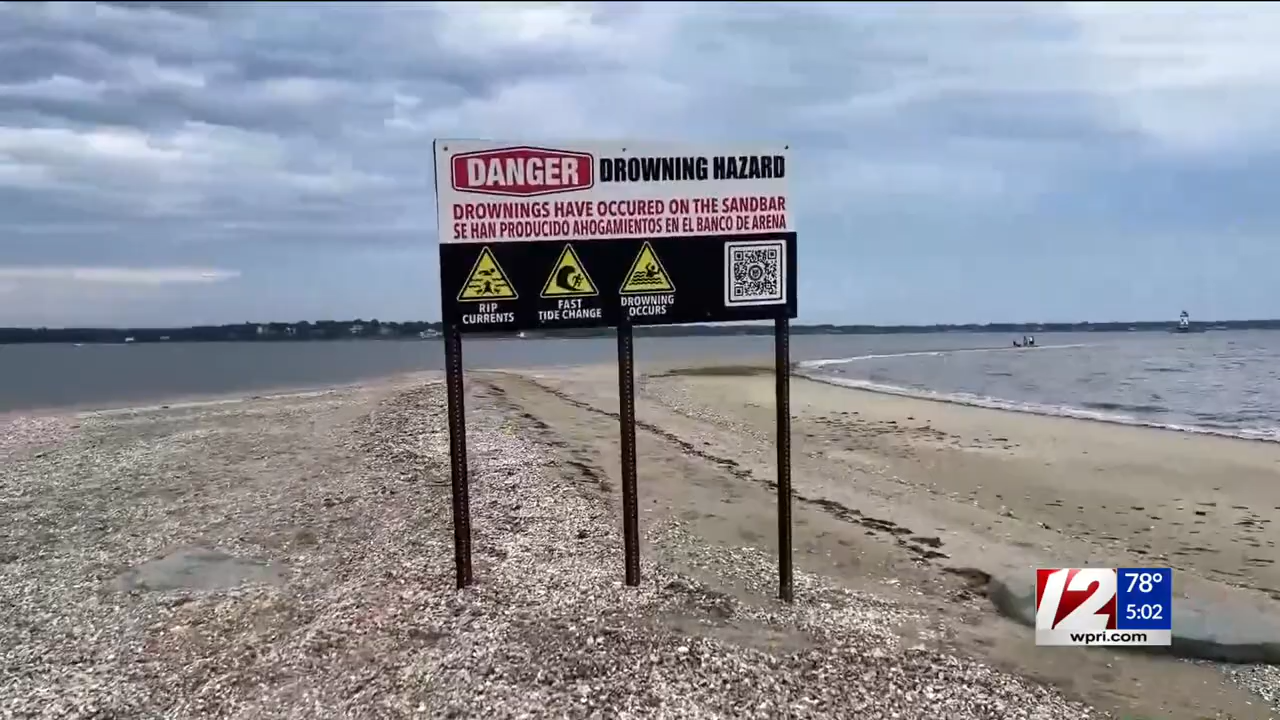 DANGER DROWNING HAZARD
DROWNINGS HAVE OCCURED ON THE SANDBAR
SE HAN PRODUCIDO AHOGAMIENTOS EN EL BANCO DE ARENA
RIP CURRENTS
FAST TIDE CHANGE
DROWNING OCCURS
12 78°
5:02
wpri.com